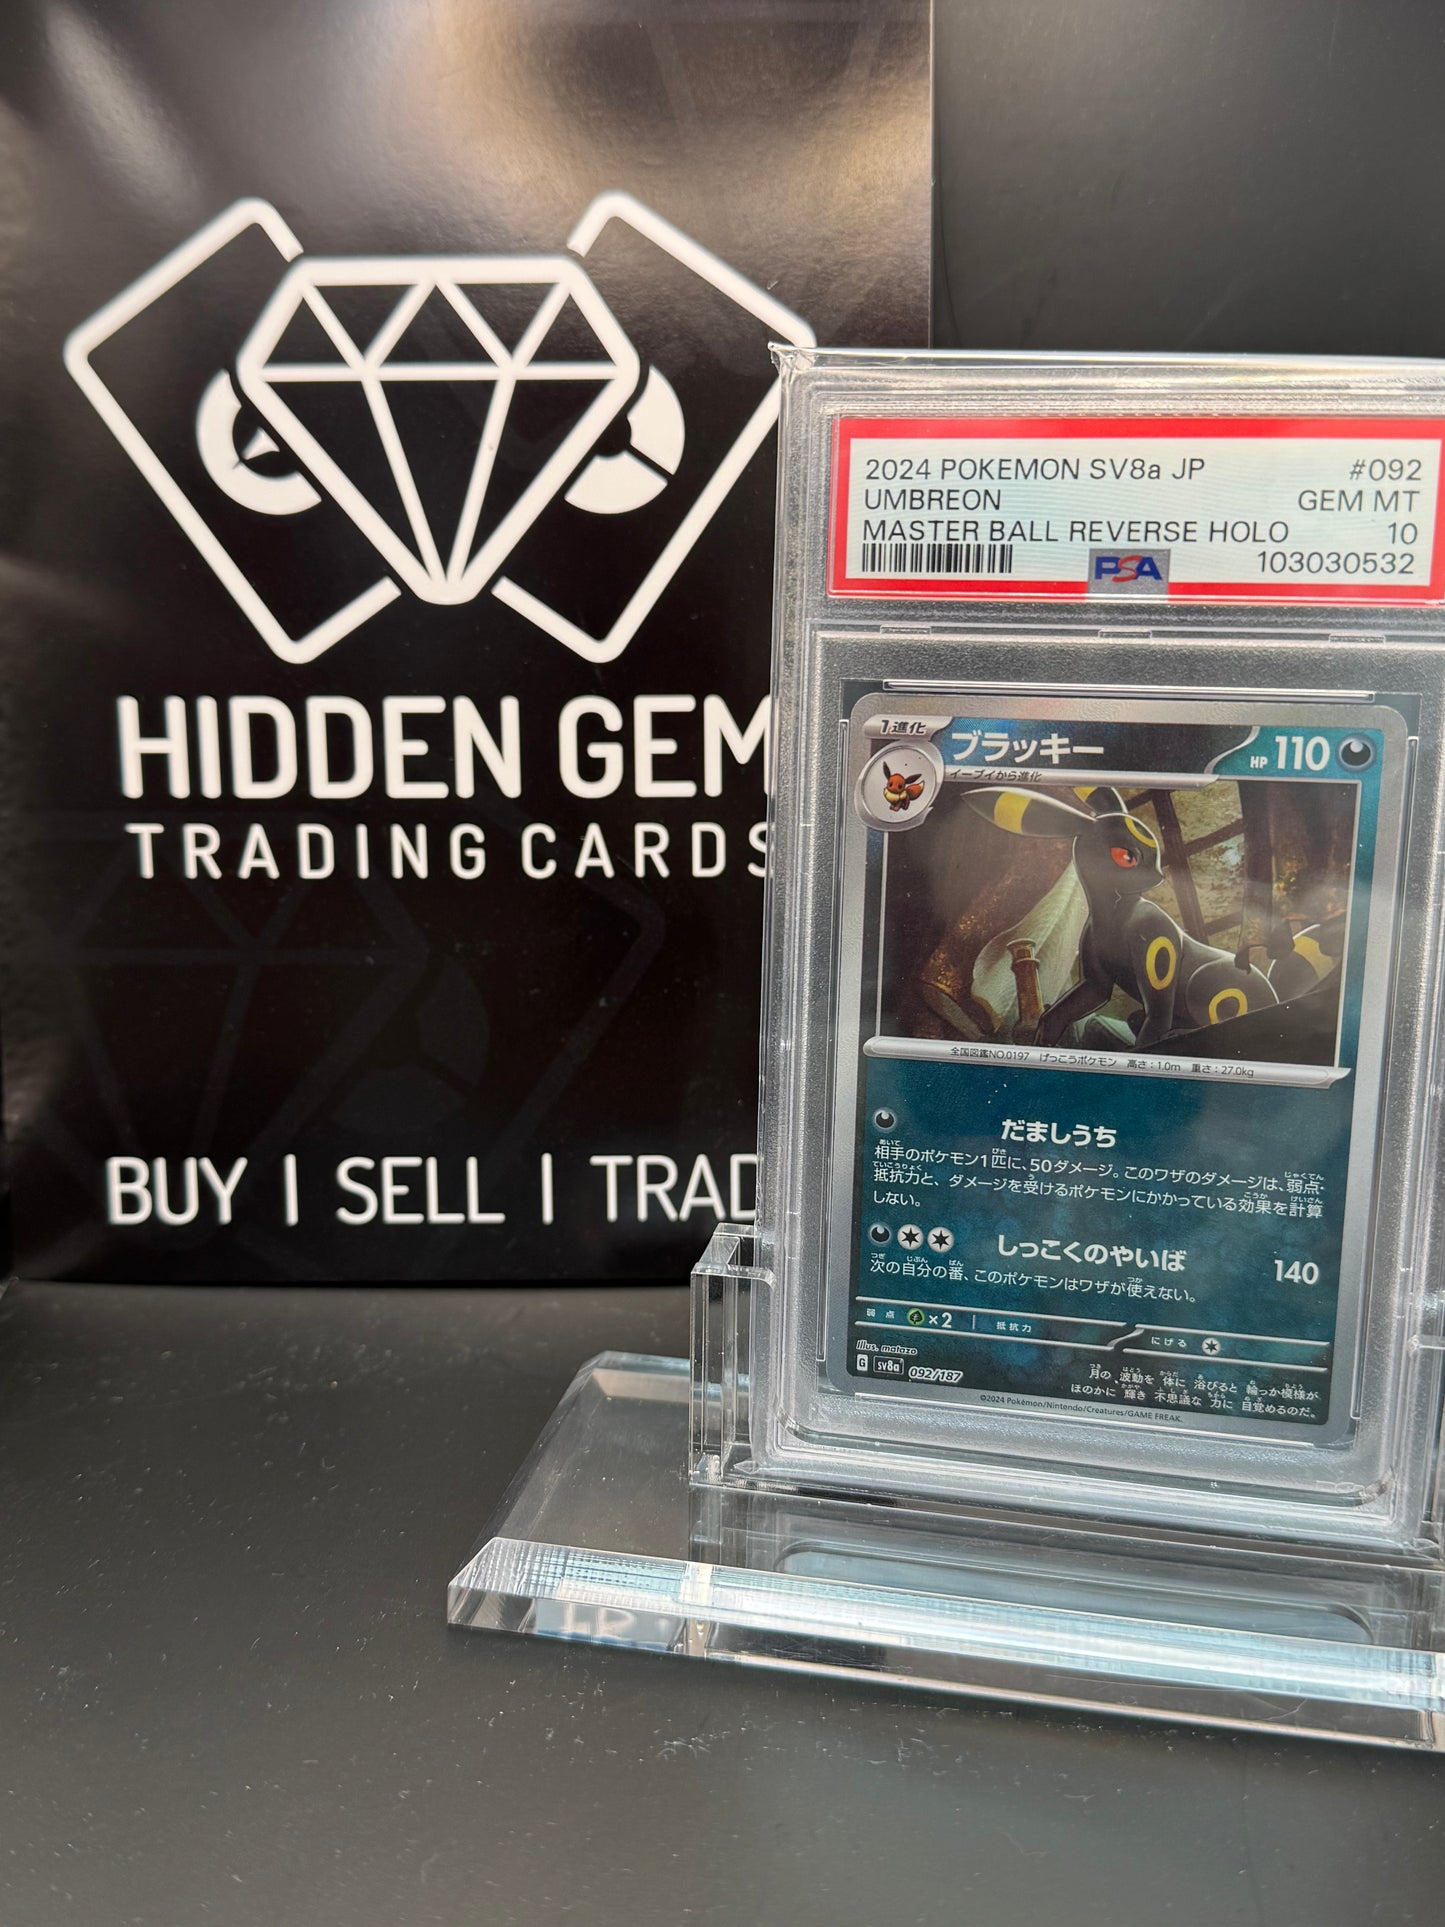 HIDDEN GEM
TRADING CARDS
BUY | SELL | TRAD
2024 POKEMON SV8a JP #092
UMBREON GEM MT
MASTER BALL REVERSE HOLO 10
PSA 103030532
1進化
ブラッキー HP 110
イーブイから進化
全国図鑑NO.0197 げっこうポケモン 高さ:1.0m 重さ:27.0kg
だましうち
相手のポケモン1匹に、50ダメージ。このワザのダメージは、弱点・
抵抗力と、ダメージを受けるポケモンにかかっている効果を計算
しない。
しっこくのやいば 140
次の自分の番、このポケモンはワザが使えない。
弱点 ×2 抵抗力 にげる
Illus. matazo
G SV8a 092/187
月の 波動を 体に 浴びると 輪っか模様が
ほのかに 輝き 不思議な 力に 目覚めるのだ。
©2024 Pokémon/Nintendo/Creatures/GAME FREAK.